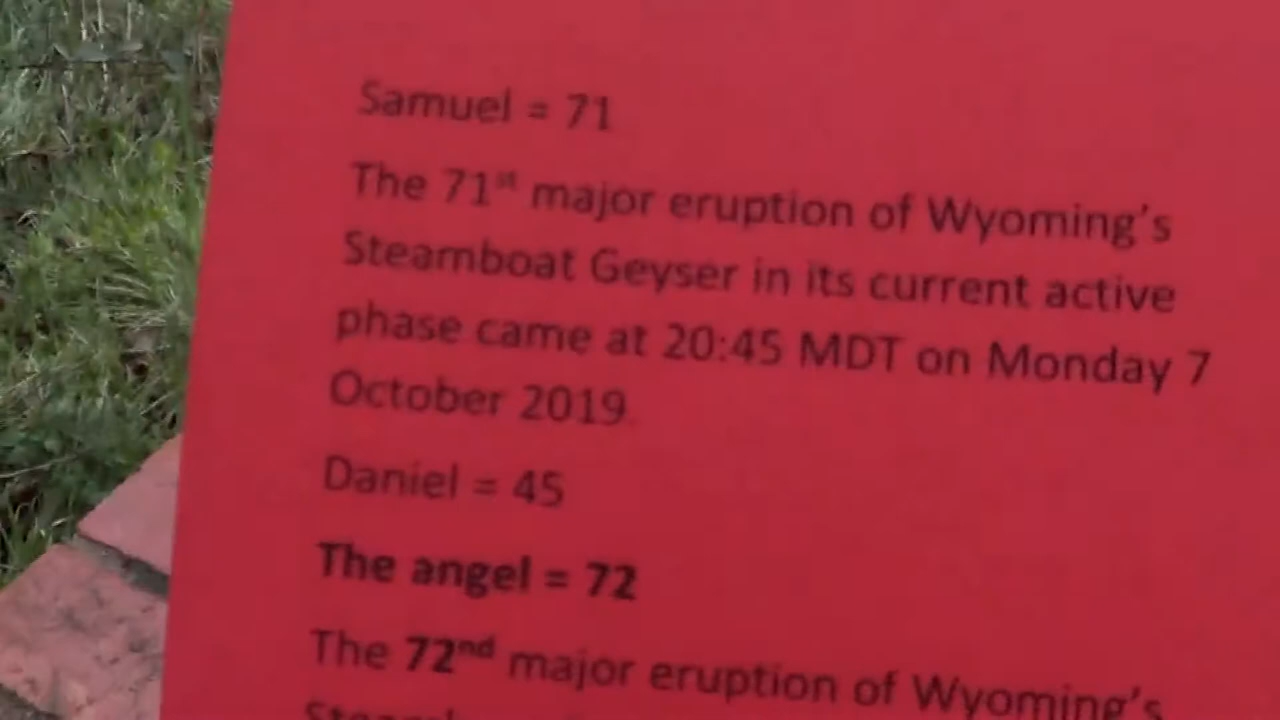 Samuel = 71
The 71st major eruption of Wyoming's
Steamboat Geyser in its current active
phase came at 20:45 MDT on Monday 7
October 2019.
Daniel = 45
The angel = 72
The 72nd major eruption of Wyoming's